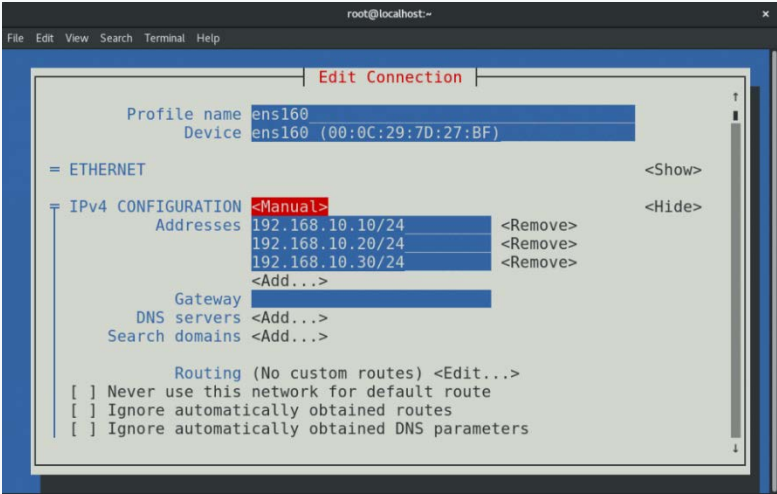 root@localhost:~ ×
File Edit View Search Terminal Help
Edit Connection
Profile name ens160
Device ens160 (00:0C:29:7D:27:BF)
= ETHERNET <Show>
= IPv4 CONFIGURATION <Manual> <Hide>
Addresses 192.168.10.10/24 <Remove>
192.168.10.20/24 <Remove>
192.168.10.30/24 <Remove>
<Add...>
Gateway
DNS servers <Add...>
Search domains <Add...>
Routing (No custom routes) <Edit...>
[ ] Never use this network for default route
[ ] Ignore automatically obtained routes
[ ] Ignore automatically obtained DNS parameters